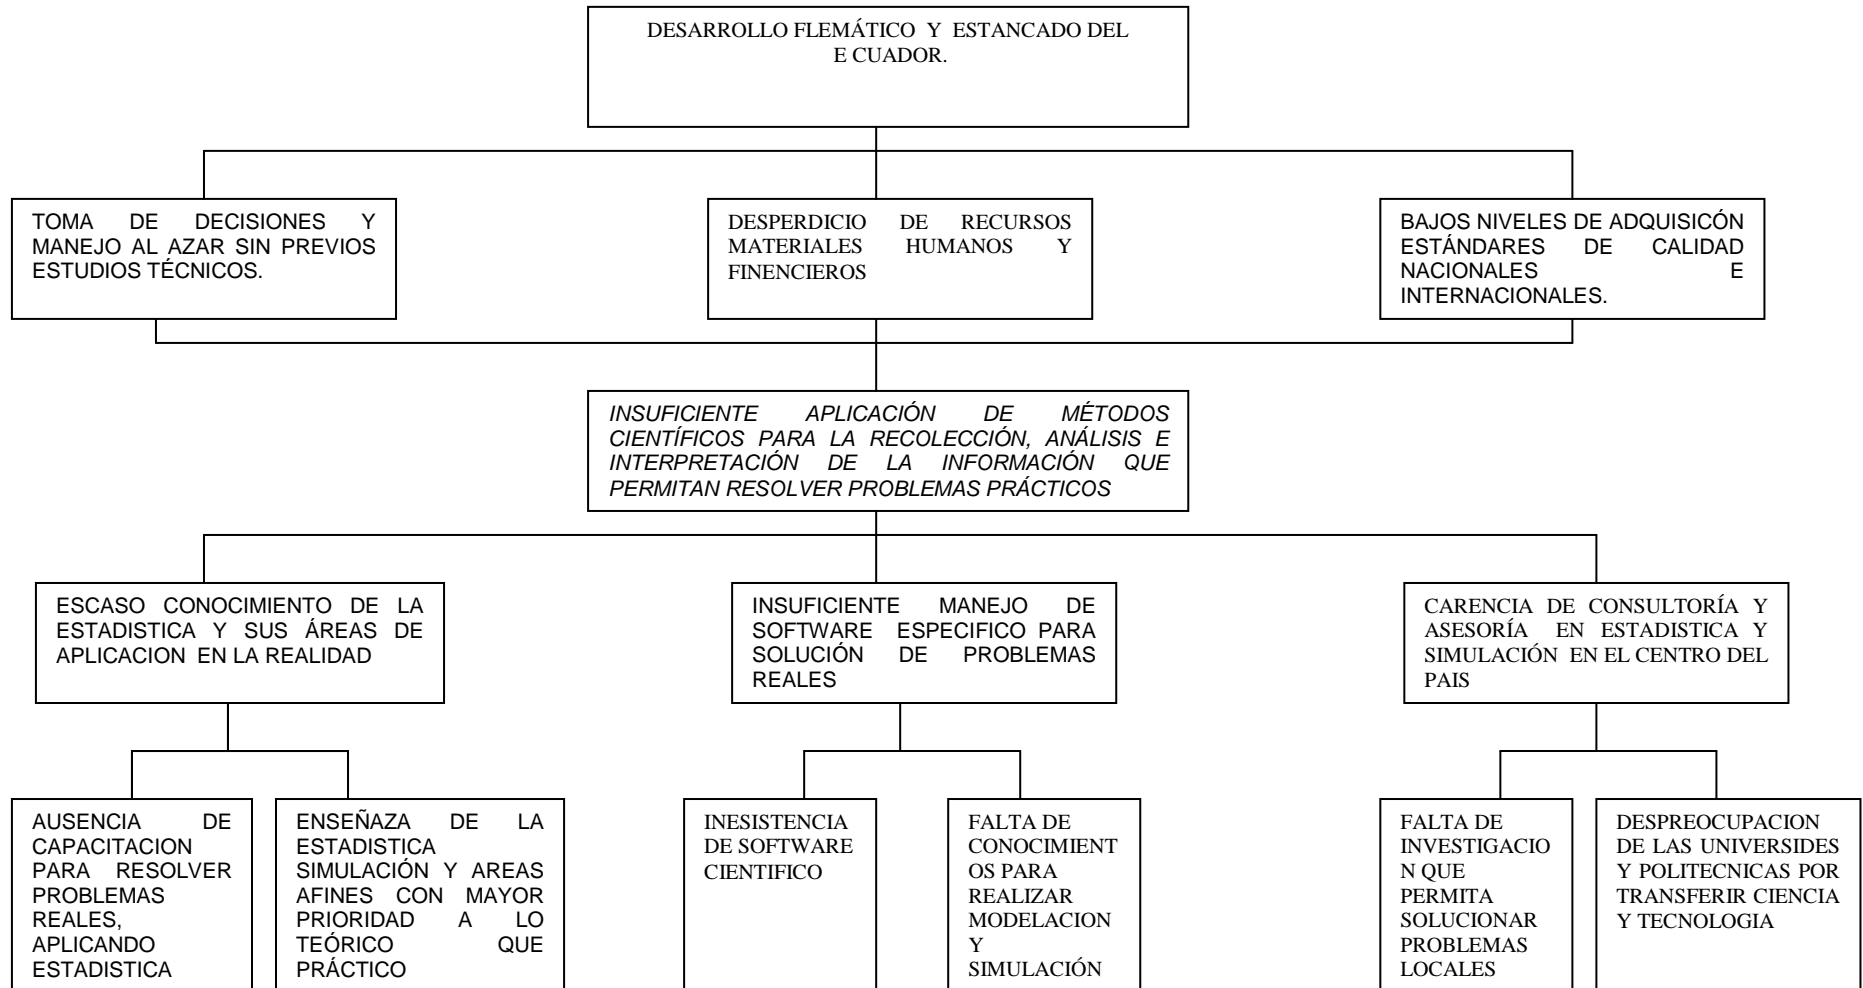 DESARROLLO FLEMÁTICO Y ESTANCADO DEL
E CUADOR.
TOMA DE DECISIONES Y
MANEJO AL AZAR SIN PREVIOS
ESTUDIOS TÉCNICOS.
DESPERDICIO DE RECURSOS
MATERIALES HUMANOS Y
FINENCIEROS
BAJOS NIVELES DE ADQUISICÓN
ESTÁNDARES DE CALIDAD
NACIONALES E
INTERNACIONALES.
INSUFICIENTE APLICACIÓN DE MÉTODOS
CIENTÍFICOS PARA LA RECOLECCIÓN, ANÁLISIS E
INTERPRETACIÓN DE LA INFORMACIÓN QUE
PERMITAN RESOLVER PROBLEMAS PRÁCTICOS
ESCASO CONOCIMIENTO DE LA
ESTADISTICA Y SUS ÁREAS DE
APLICACION EN LA REALIDAD
INSUFICIENTE MANEJO DE
SOFTWARE ESPECIFICO PARA
SOLUCIÓN DE PROBLEMAS
REALES
CARENCIA DE CONSULTORÍA Y
ASESORÍA EN ESTADISTICA Y
SIMULACIÓN EN EL CENTRO DEL
PAIS
AUSENCIA DE
CAPACITACION
PARA RESOLVER
PROBLEMAS
REALES,
APLICANDO
ESTADISTICA
ENSEÑAZA DE LA
ESTADISTICA
SIMULACIÓN Y AREAS
AFINES CON MAYOR
PRIORIDAD A LO
TEÓRICO QUE
PRÁCTICO
INESISTENCIA
DE SOFTWARE
CIENTIFICO
FALTA DE
CONOCIMIENT
OS PARA
REALIZAR
MODELACION
Y
SIMULACIÓN
FALTA DE
INVESTIGACIO
N QUE
PERMITA
SOLUCIONAR
PROBLEMAS
LOCALES
DESPREOCUPACION
DE LAS UNIVERSIDES
Y POLITECNICAS POR
TRANSFERIR CIENCIA
Y TECNOLOGIA